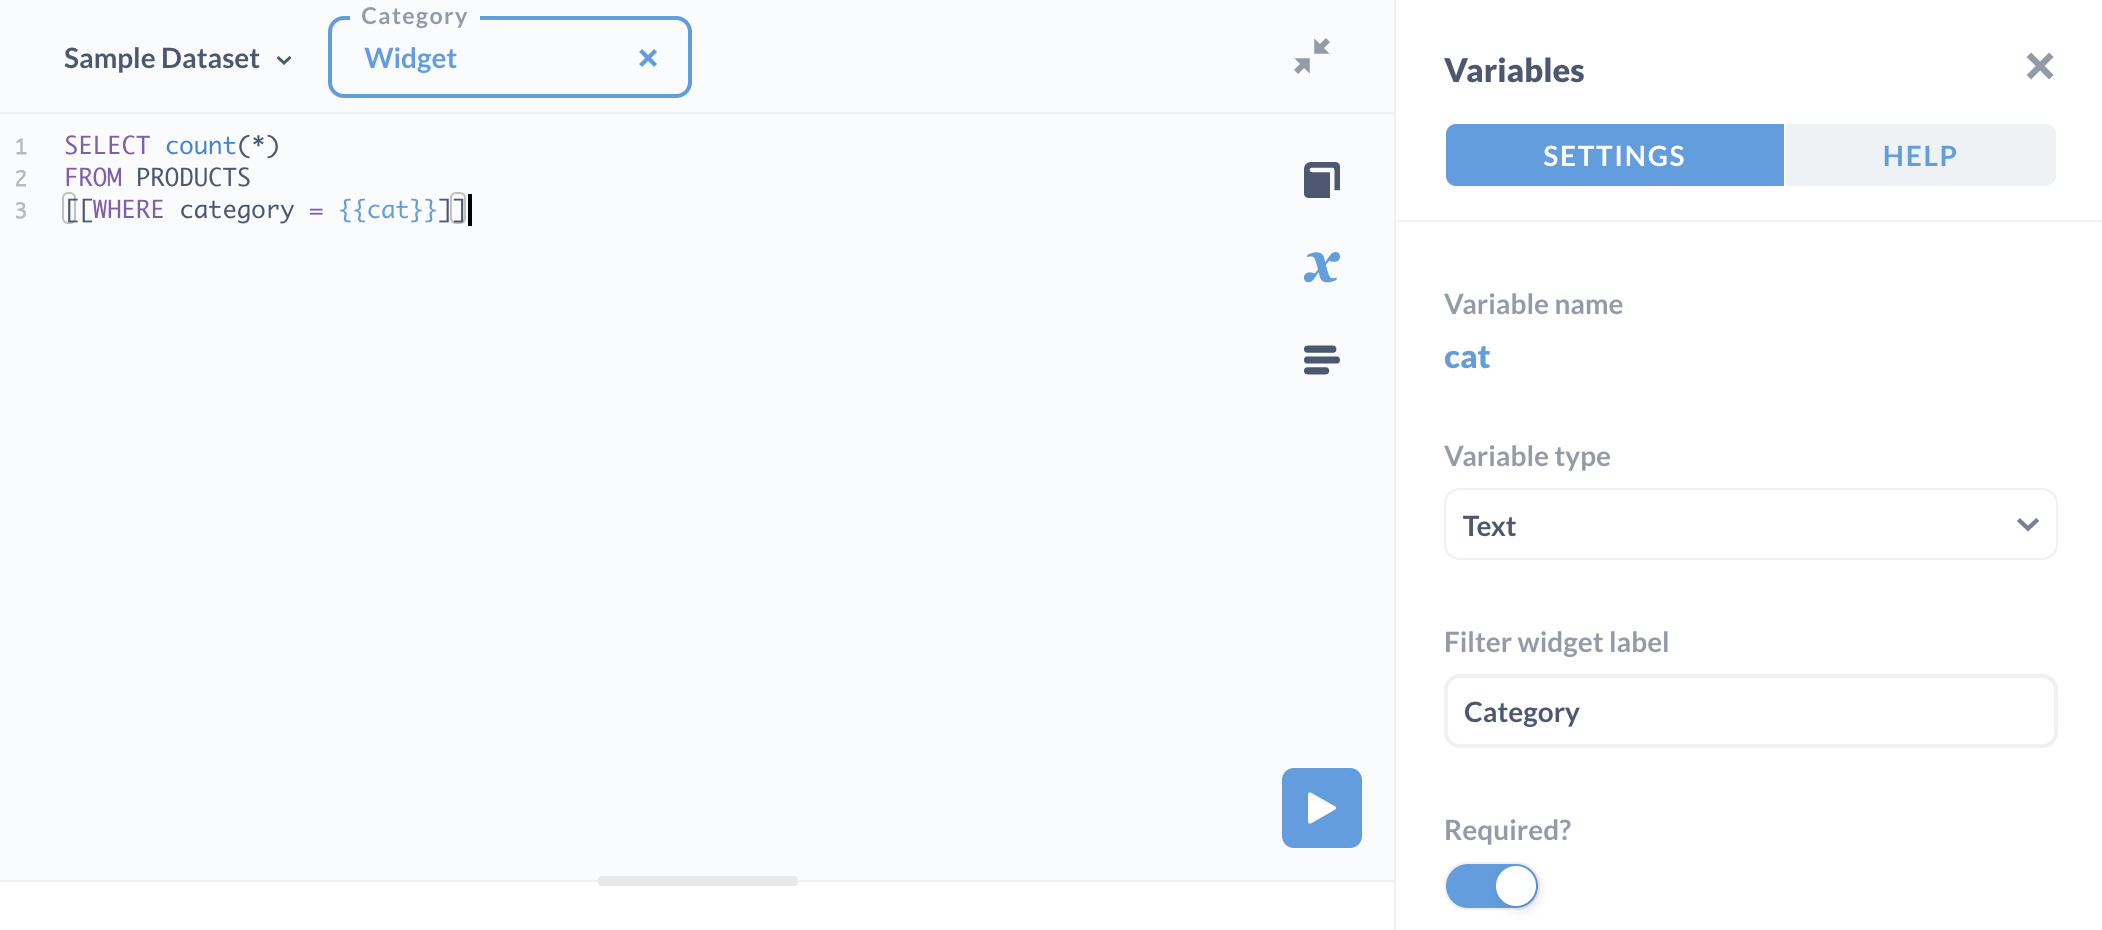 Category
Sample Dataset
Widget
1 SELECT count(*)
2 FROM PRODUCTS
3 [[WHERE category = {{cat}}]]
Variables
SETTINGS
HELP
Variable name
cat
Variable type
Text
Filter widget label
Category
Required?